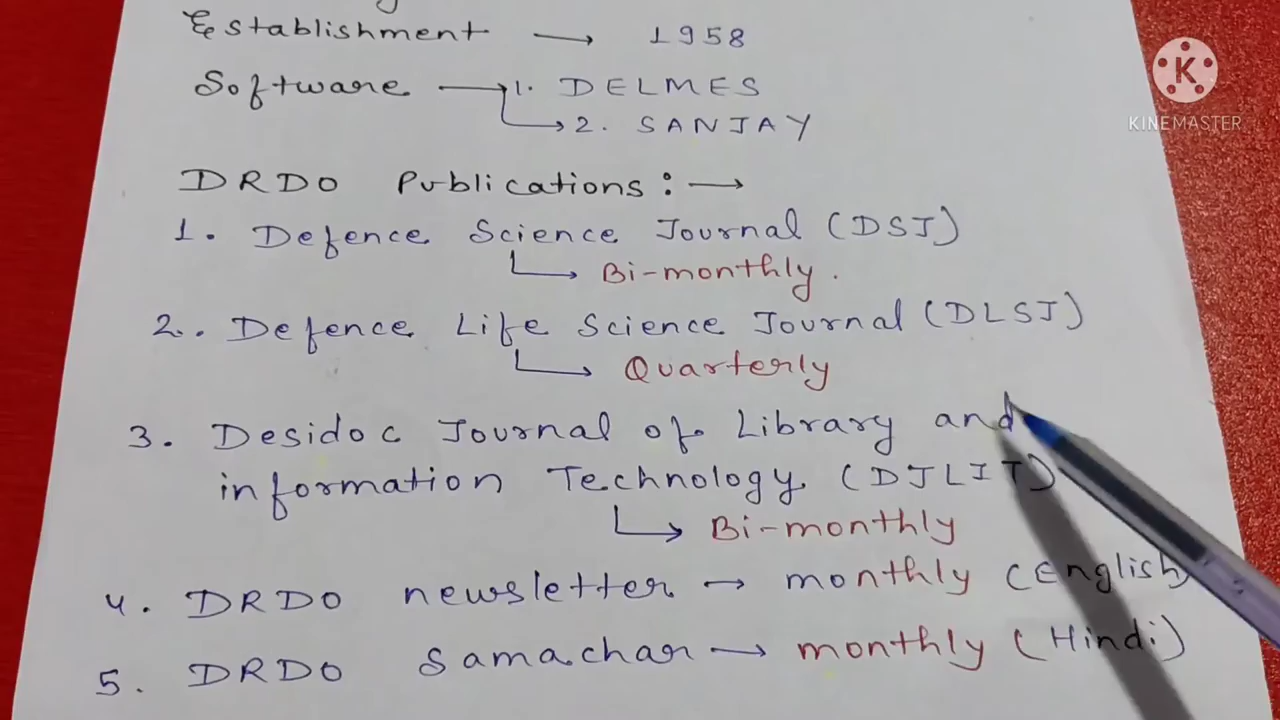 Establishment → 1958
Software → 1. DELMES
→ 2. SANJAY
DRDO Publications : →
1. Defence Science Journal (DSJ)
→ Bi-monthly.
2. Defence Life Science Journal (DLSJ)
→ Quarterly
3. Desidoc Journal of Library and
information Technology (DJLIT)
→ Bi-monthly
4. DRDO newsletter → monthly (English)
5. DRDO Samachar → monthly (Hindi)
K
KINEMASTER